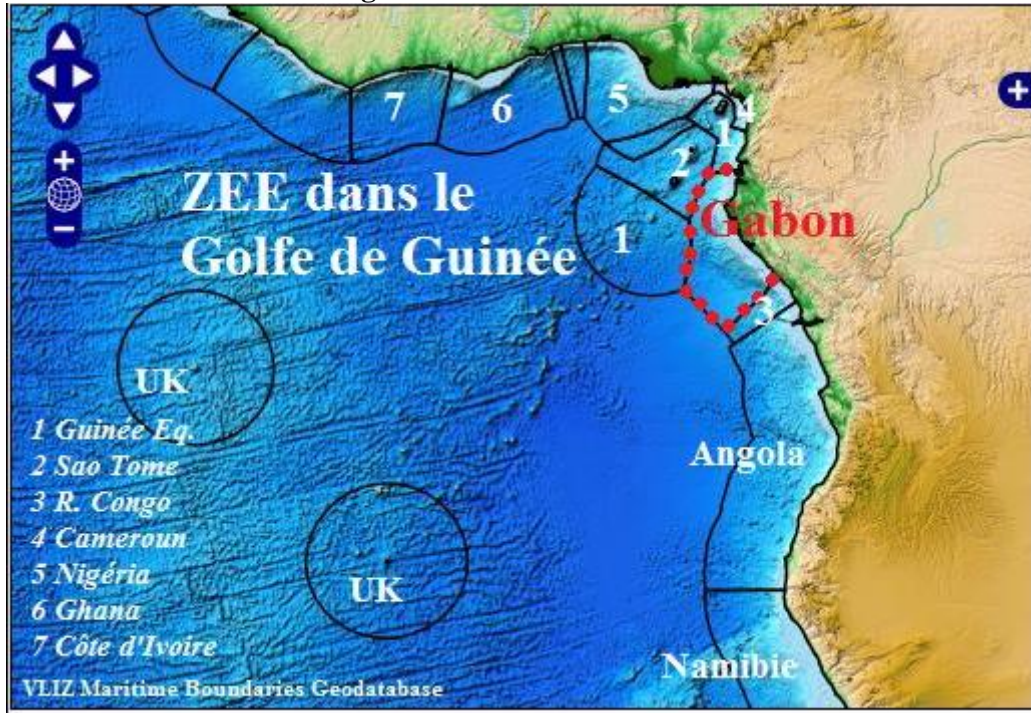 7
6
5
4
1
2
ZEE dans le
Golfe de Guinée
1
Gabon
3
UK
1 Guinée Eq.
2 Sao Tome
3 R. Congo
4 Cameroun
5 Nigéria
6 Ghana
7 Côte d'Ivoire
Angola
UK
Namibie
VLIZ Maritime Boundaries Geodatabase